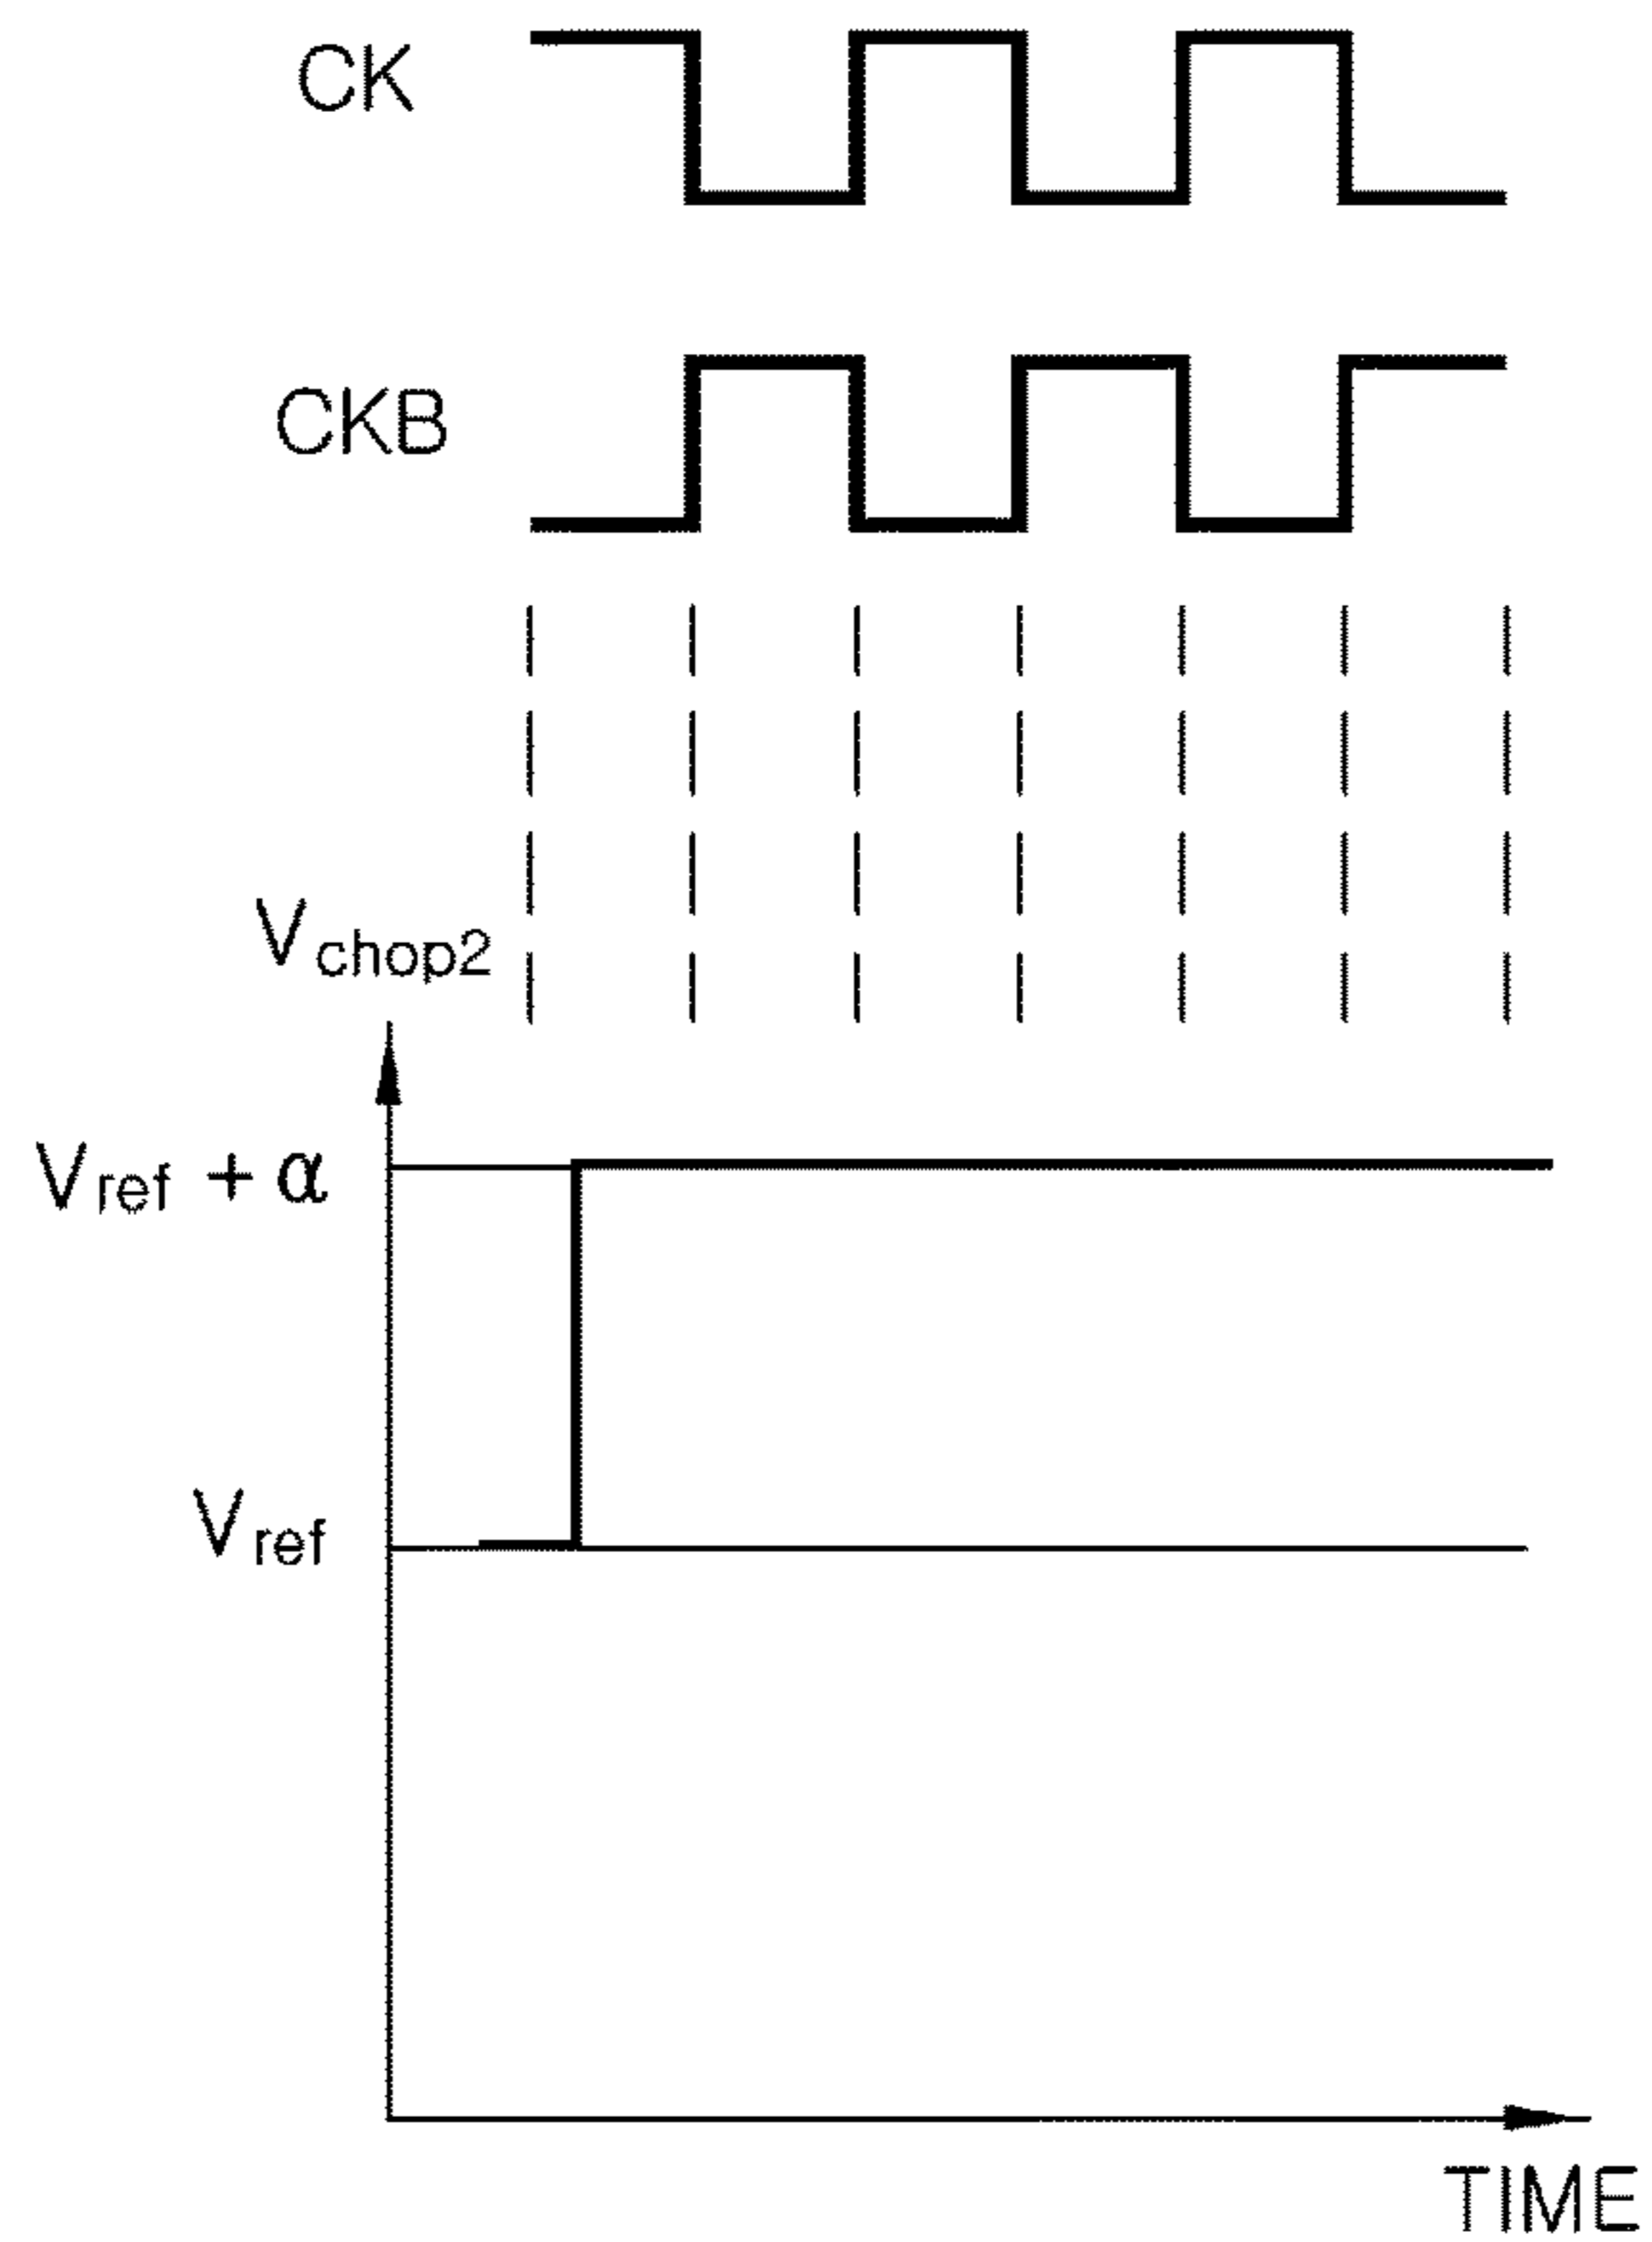 CK
CKB
Vchop2
Vref + α
Vref
TIME